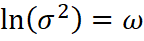 ln(σ²) = ω